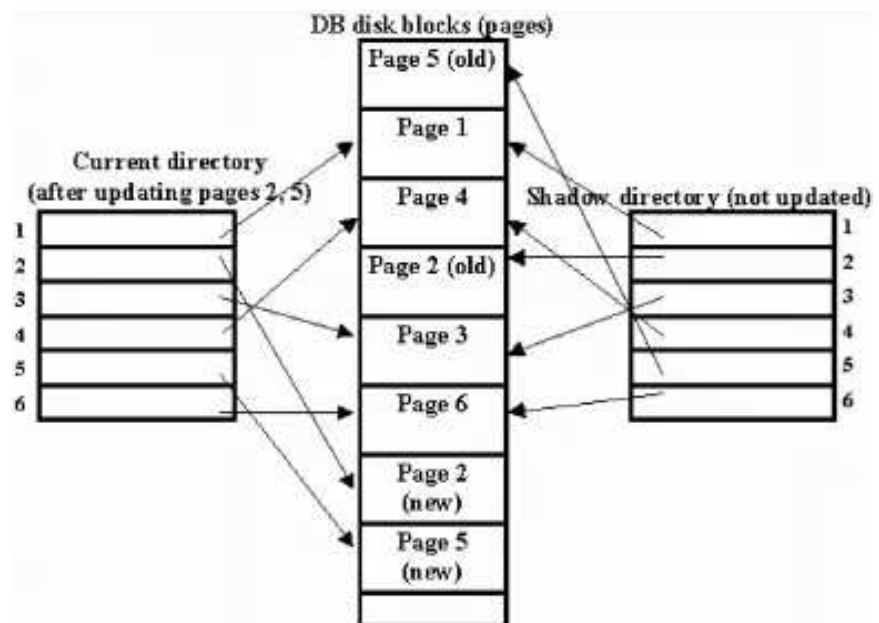 DB disk blocks (pages)
Page 5 (old)
Page 1
Page 4
Page 2 (old)
Page 3
Page 6
Page 2
(new)
Page 5
(new)
Current directory
(after updating pages 2, 5)
1
2
3
4
5
6
Shadow directory (not updated)
1
2
3
4
5
6